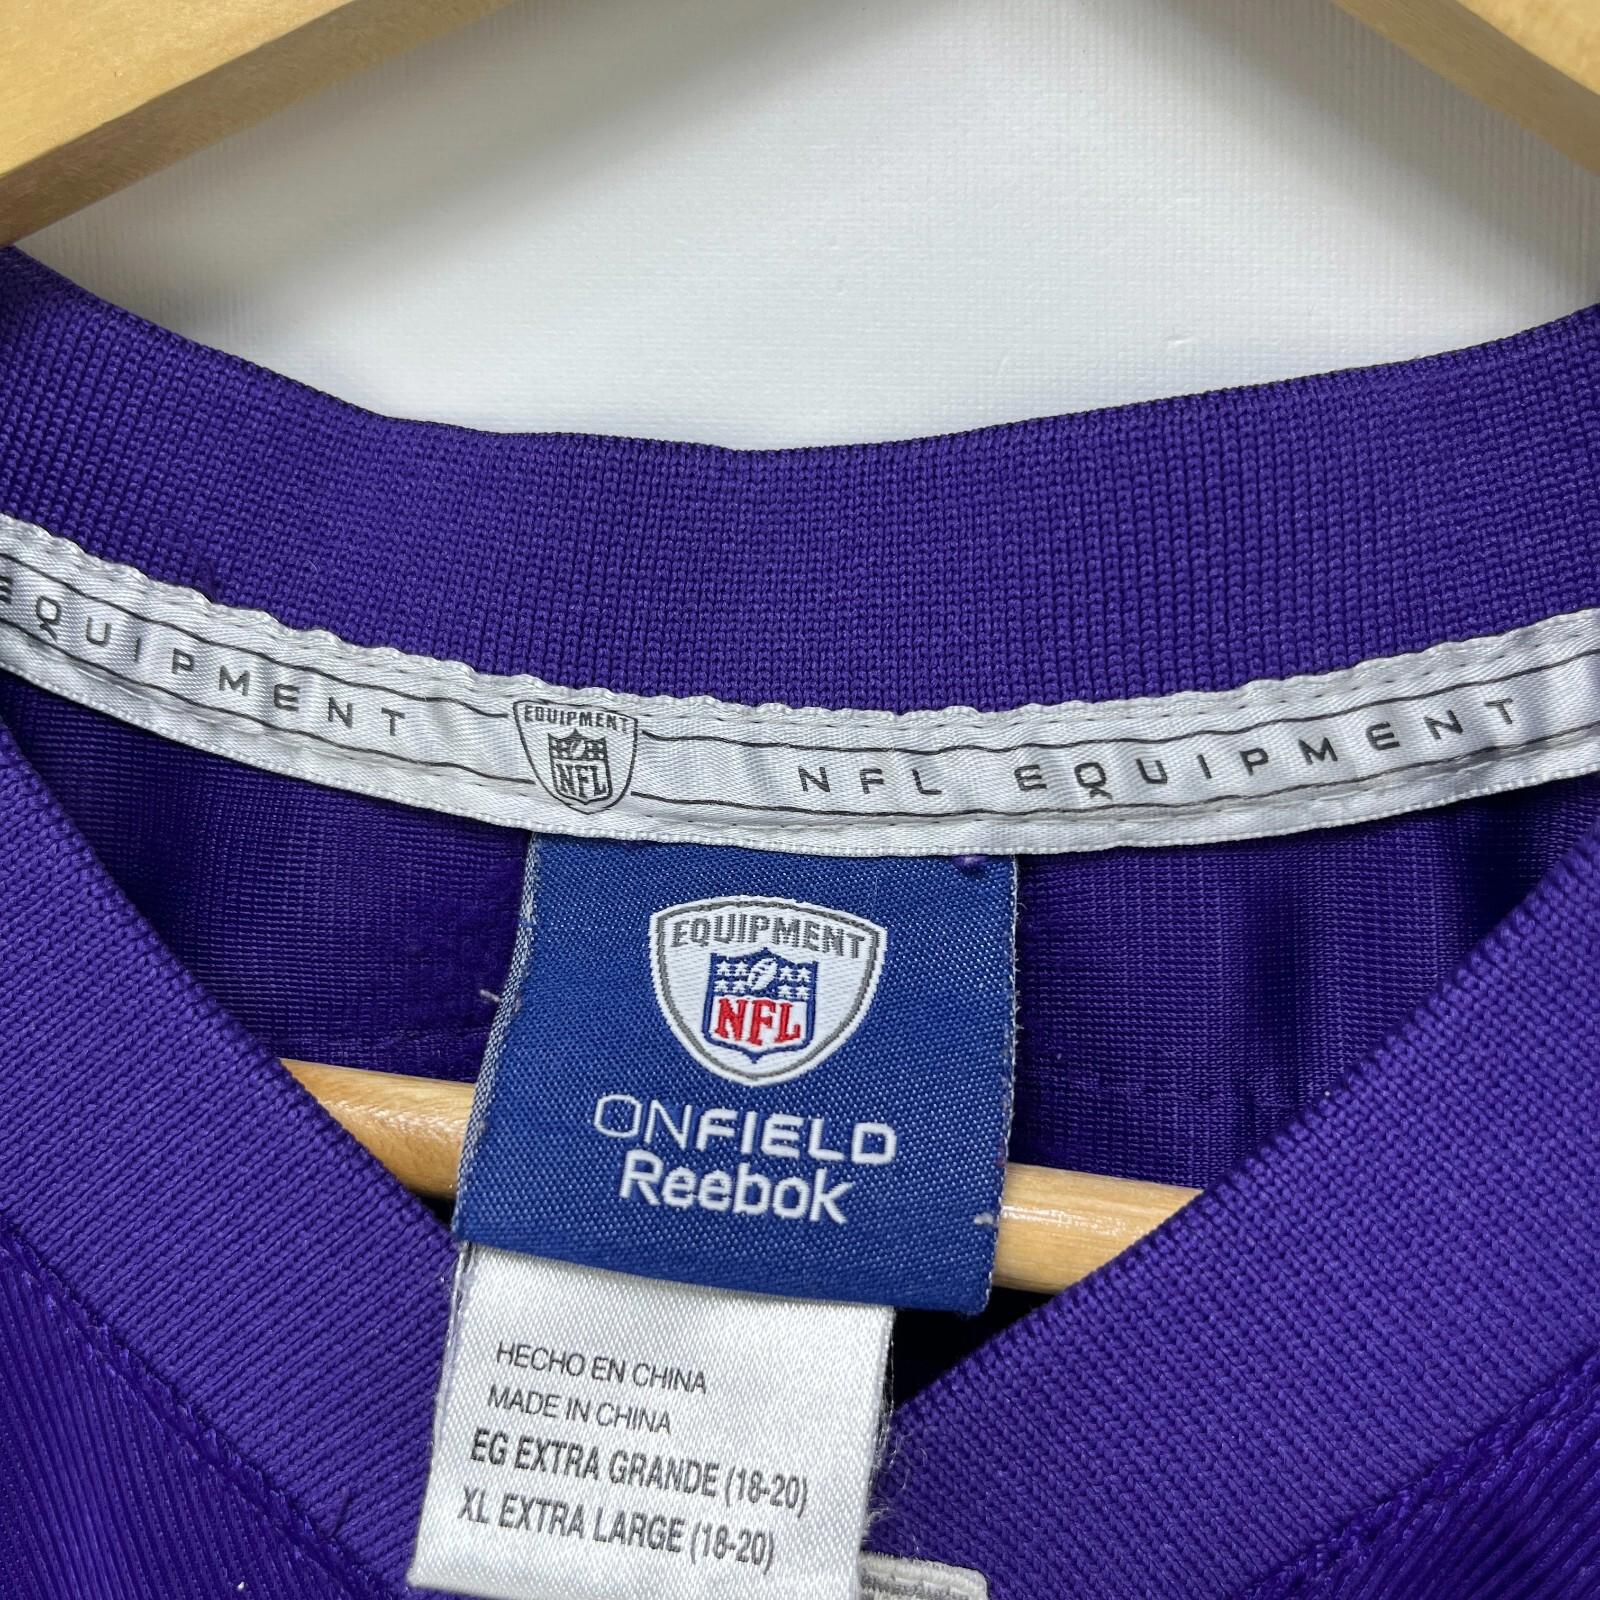 EQUIPMENT
EQUIPMENT
NFL
NFL EQUIPMENT
EQUIPMENT
NFL
ONFIELD
Reebok
HECHO EN CHINA
MADE IN CHINA
EG EXTRA GRANDE (18-20)
XL EXTRA LARGE (18-20)